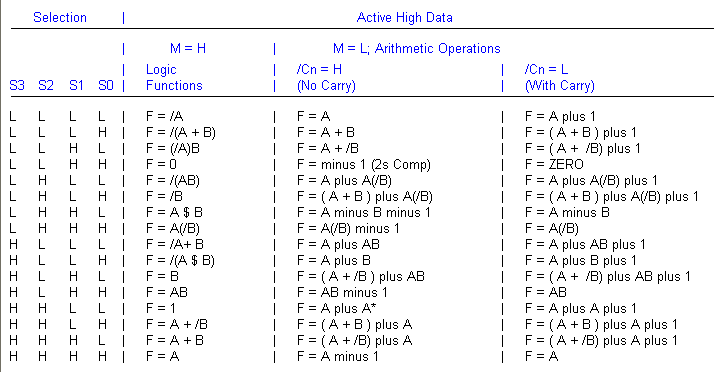 Selection | Active High Data
M = H | M = L; Arithmetic Operations
| Logic | /Cn = H | /Cn = L
S3 S2 S1 S0 | Functions | (No Carry) | (With Carry)
L L L L | F = /A | F = A | F = A plus 1
L L L H | F = /(A + B) | F = A + B | F = ( A + B ) plus 1
L L H L | F = (/A)B | F = A + /B | F = ( A + /B) plus 1
L L H H | F = 0 | F = minus 1 (2s Comp) | F = ZERO
L H L L | F = /(AB) | F = A plus A(/B) | F = A plus A(/B) plus 1
L H L H | F = /B | F = ( A + B ) plus A(/B) | F = ( A + B ) plus A(/B) plus 1
L H H L | F = A $ B | F = A minus B minus 1 | F = A minus B
L H H H | F = A(/B) | F = A(/B) minus 1 | F = A(/B)
H L L L | F = /A+ B | F = A plus AB | F = A plus AB plus 1
H L L H | F = /(A $ B) | F = A plus B | F = A plus B plus 1
H L H L | F = B | F = ( A + /B ) plus AB | F = ( A + /B) plus AB plus 1
H L H H | F = AB | F = AB minus 1 | F = AB
H H L L | F = 1 | F = A plus A* | F = A plus A plus 1
H H L H | F = A + /B | F = ( A + B ) plus A | F = ( A + B ) plus A plus 1
H H H L | F = A + B | F = ( A + /B) plus A | F = ( A + /B) plus A plus 1
H H H H | F = A | F = A minus 1 | F = A